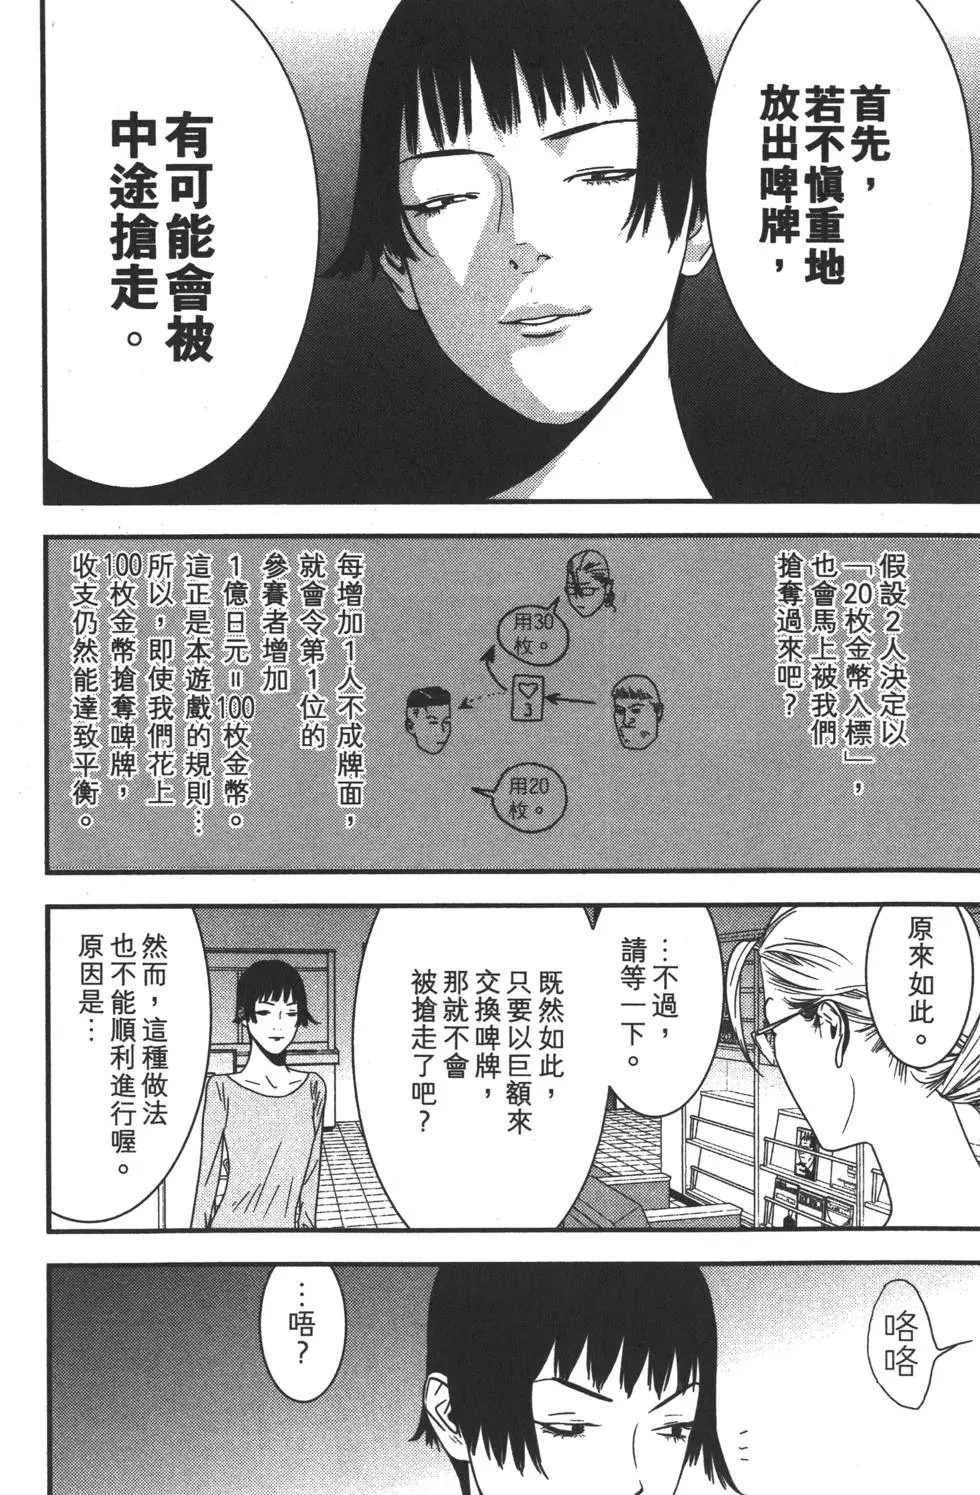 首先，
若不慎重地
放出啤牌，
有可能會被
中途搶走。
假設2人決定以
「20枚金幣入標」，
也會馬上被我們
搶奪過來吧？
用30
枚。
♡
3
用20
枚。
每增加1人不成牌面，
就會令第1位的
參賽者增加
1億日元＝100枚金幣。
這正是本遊戲的規則…
所以，即使我們花上
100枚金幣搶奪啤牌，
收支仍然能達致平衡。
原來如此。
…不過，
請等一下。
既然如此，
只要以巨額來
交換啤牌，
那就不會
被搶走了吧？
然而，這種做法
也不能順利進行喔。
原因是…
咯咯
…唔？